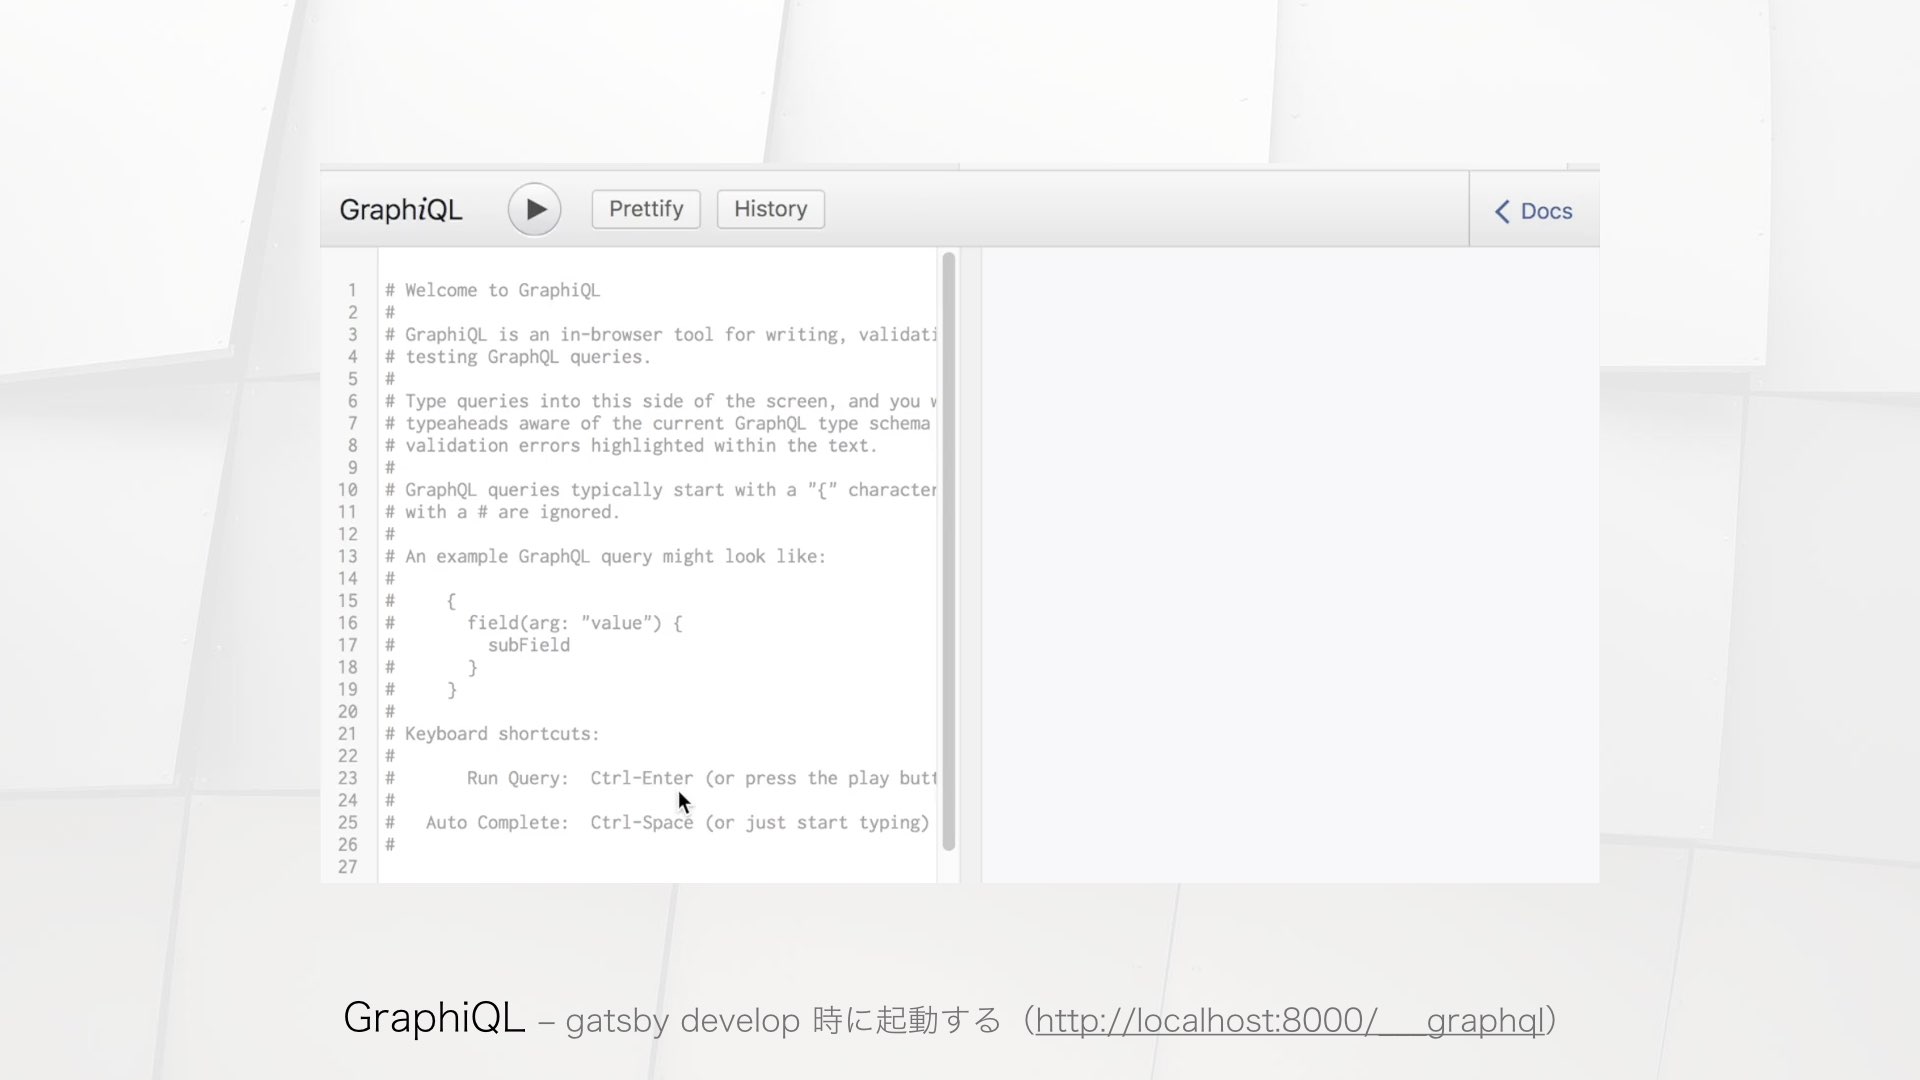 GraphiQL
Prettify
History
Docs
1 # Welcome to GraphiQL
2 #
3 # GraphiQL is an in-browser tool for writing, validati
4 # testing GraphQL queries.
5 #
6 # Type queries into this side of the screen, and you w
7 # typeaheads aware of the current GraphQL type schema
8 # validation errors highlighted within the text.
9 #
10 # GraphQL queries typically start with a "{" character
11 # with a # are ignored.
12 #
13 # An example GraphQL query might look like:
14 #
15 #     {
16 #       field(arg: "value") {
17 #         subField
18 #       }
19 #     }
20 #
21 # Keyboard shortcuts:
22 #
23 #       Run Query:  Ctrl-Enter (or press the play butt
24 #
25 #   Auto Complete:  Ctrl-Space (or just start typing)
26 #
27
GraphiQL – gatsby develop 時に起動する（http://localhost:8000/___graphql）